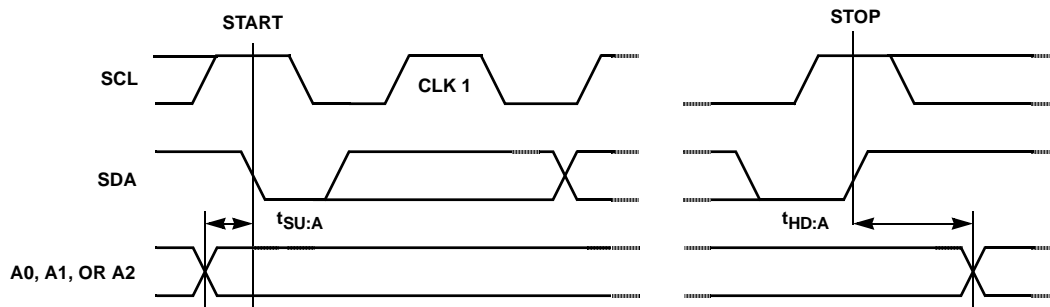 START
STOP
SCL
CLK 1
SDA
tSU:A
tHD:A
A0, A1, OR A2